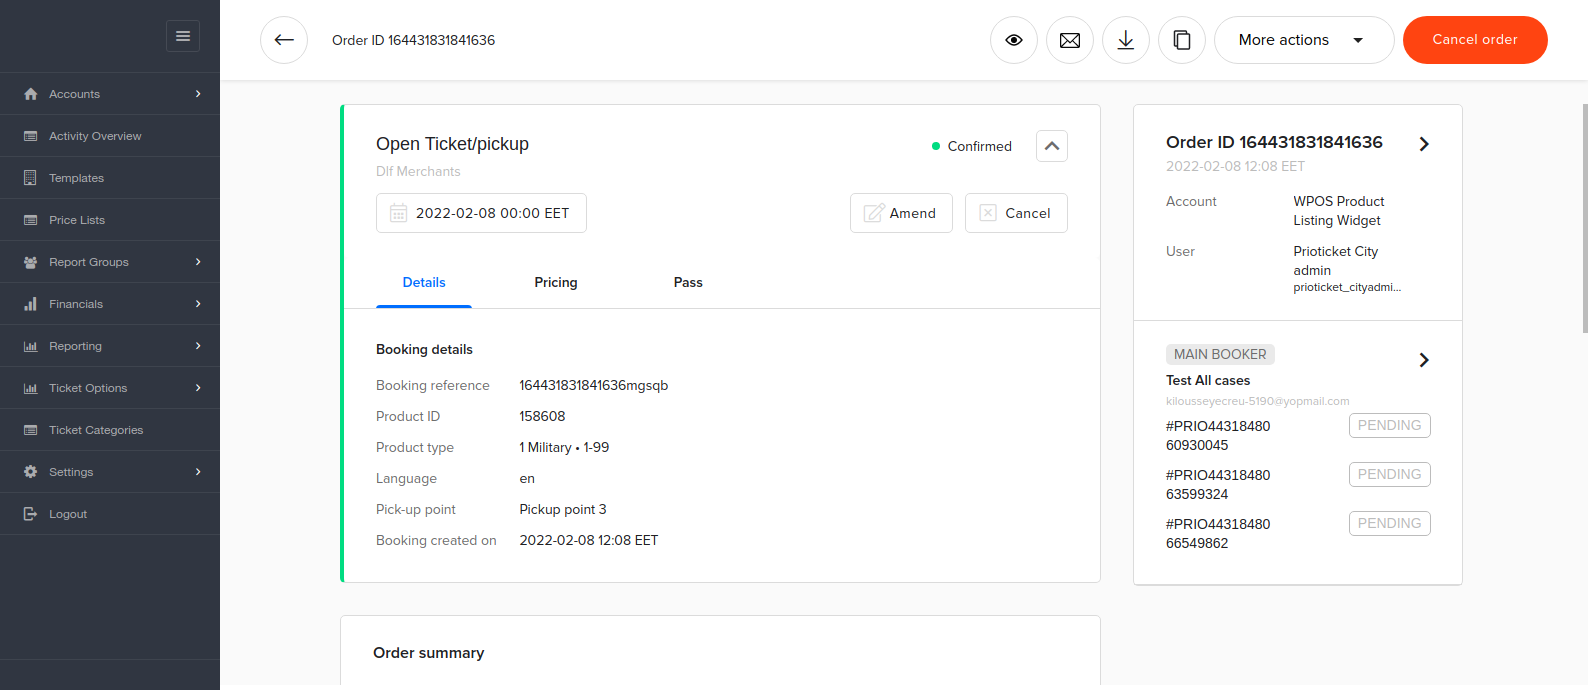 Order ID 164431831841636
More actions
Cancel order
Accounts
Activity Overview
Templates
Price Lists
Report Groups
Financials
Reporting
Ticket Options
Ticket Categories
Settings
Logout
Open Ticket/pickup
Confirmed
Dlf Merchants
2022-02-08 00:00 EET
Amend
Cancel
Details
Pricing
Pass
Booking details
Booking reference 164431831841636mgsqb
Product ID 158608
Product type 1 Military • 1-99
Language en
Pick-up point Pickup point 3
Booking created on 2022-02-08 12:08 EET
Order summary
Order ID 164431831841636
2022-02-08 12:08 EET
Account WPOS Product
Listing Widget
User Prioticket City
admin
prioticket_cityadmi...
MAIN BOOKER
Test All cases
kilousseyecreu-5190@yopmail.com
#PRIO44318480 PENDING
60930045
#PRIO44318480 PENDING
63599324
#PRIO44318480 PENDING
66549862